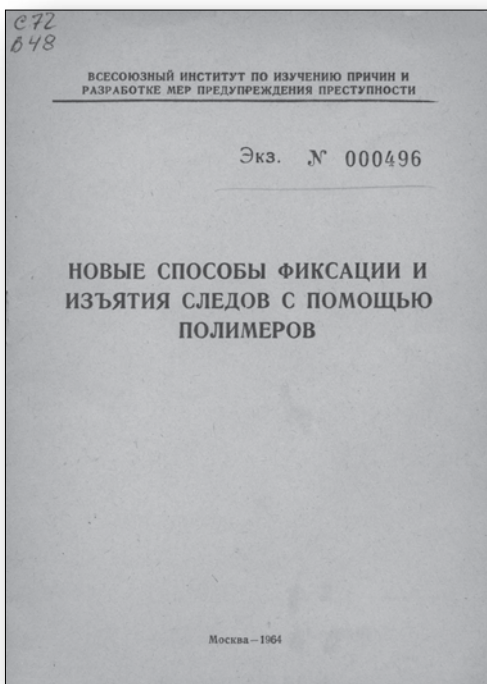 С72
В48
ВСЕСОЮЗНЫЙ ИНСТИТУТ ПО ИЗУЧЕНИЮ ПРИЧИН И
РАЗРАБОТКЕ МЕР ПРЕДУПРЕЖДЕНИЯ ПРЕСТУПНОСТИ
Экз. № 000496
НОВЫЕ СПОСОБЫ ФИКСАЦИИ И
ИЗЪЯТИЯ СЛЕДОВ С ПОМОЩЬЮ
ПОЛИМЕРОВ
Москва—1964